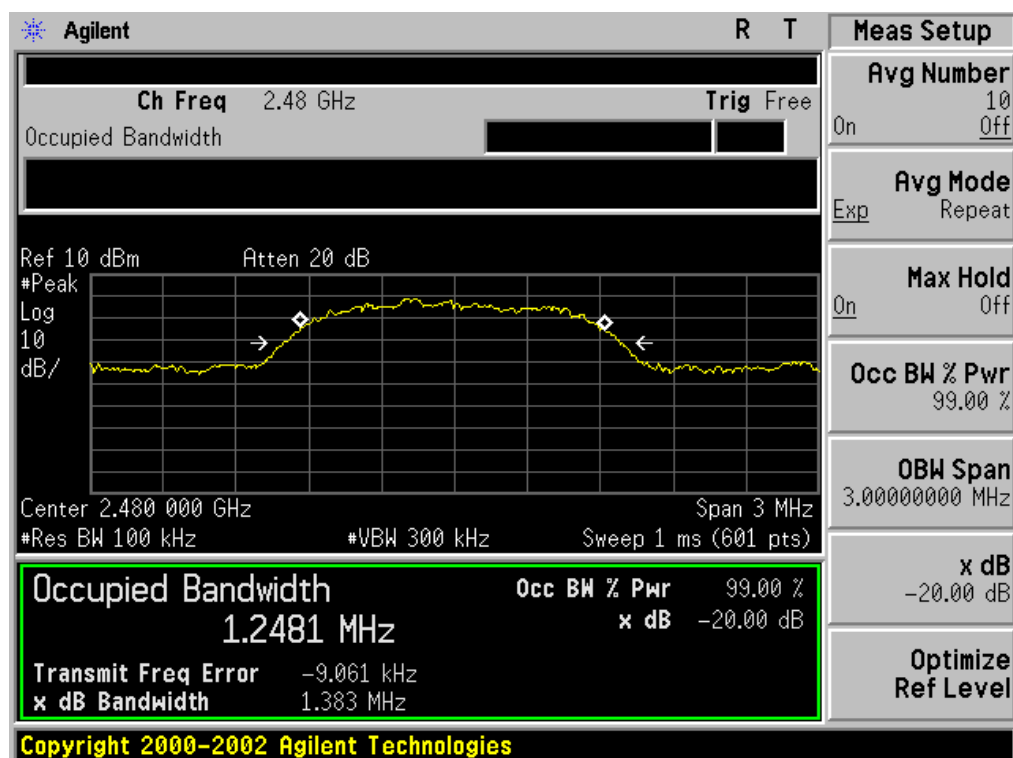 Agilent R T
Meas Setup
Ch Freq 2.48 GHz Trig Free
Occupied Bandwidth
Ref 10 dBm Atten 20 dB
#Peak
Log
10
dB/
Center 2.480 000 GHz Span 3 MHz
#Res BW 100 kHz #VBW 300 kHz Sweep 1 ms (601 pts)
Occupied Bandwidth Occ BW % Pwr 99.00 %
1.2481 MHz x dB -20.00 dB
Transmit Freq Error -9.061 kHz
x dB Bandwidth 1.383 MHz
Copyright 2000-2002 Agilent Technologies
Avg Number
10
On Off
Avg Mode
Exp Repeat
Max Hold
On Off
Occ BW % Pwr
99.00 %
OBW Span
3.00000000 MHz
x dB
-20.00 dB
Optimize
Ref Level